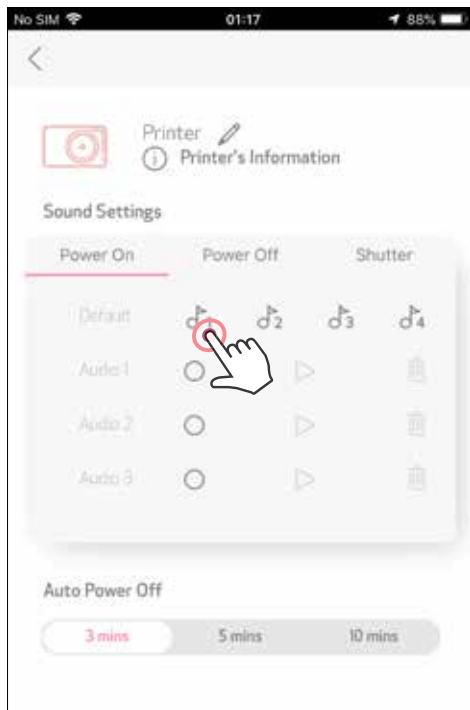 No SIM 01:17 88%
Printer
Printer's Information
Sound Settings
Power On Power Off Shutter
Default 1 2 3 4
Audio 1
Audio 2
Audio 3
Auto Power Off
3 mins 5 mins 10 mins